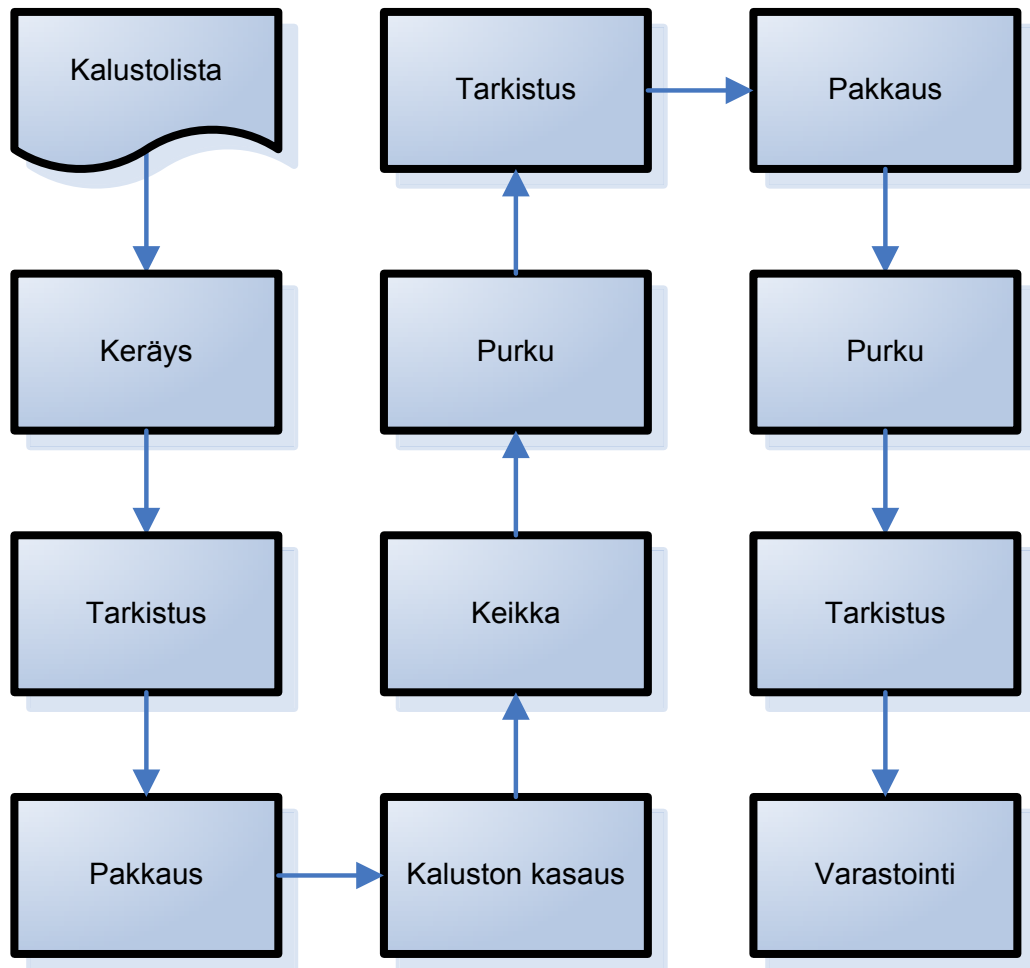 Kalustolista
Keräys
Tarkistus
Pakkaus
Kaluston kasaus
Keikka
Purku
Tarkistus
Pakkaus
Purku
Tarkistus
Varastointi